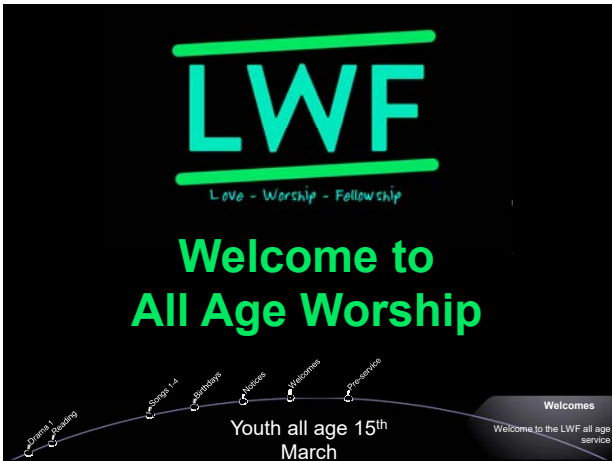 LWF
Love - Worship - Fellowship
Welcome to
All Age Worship
Drama 1
Reading
Songs 1-4
Birthdays
Notices
Welcomes
Pre-service
Youth all age 15th
March
Welcomes
Welcome to the LWF all age
service